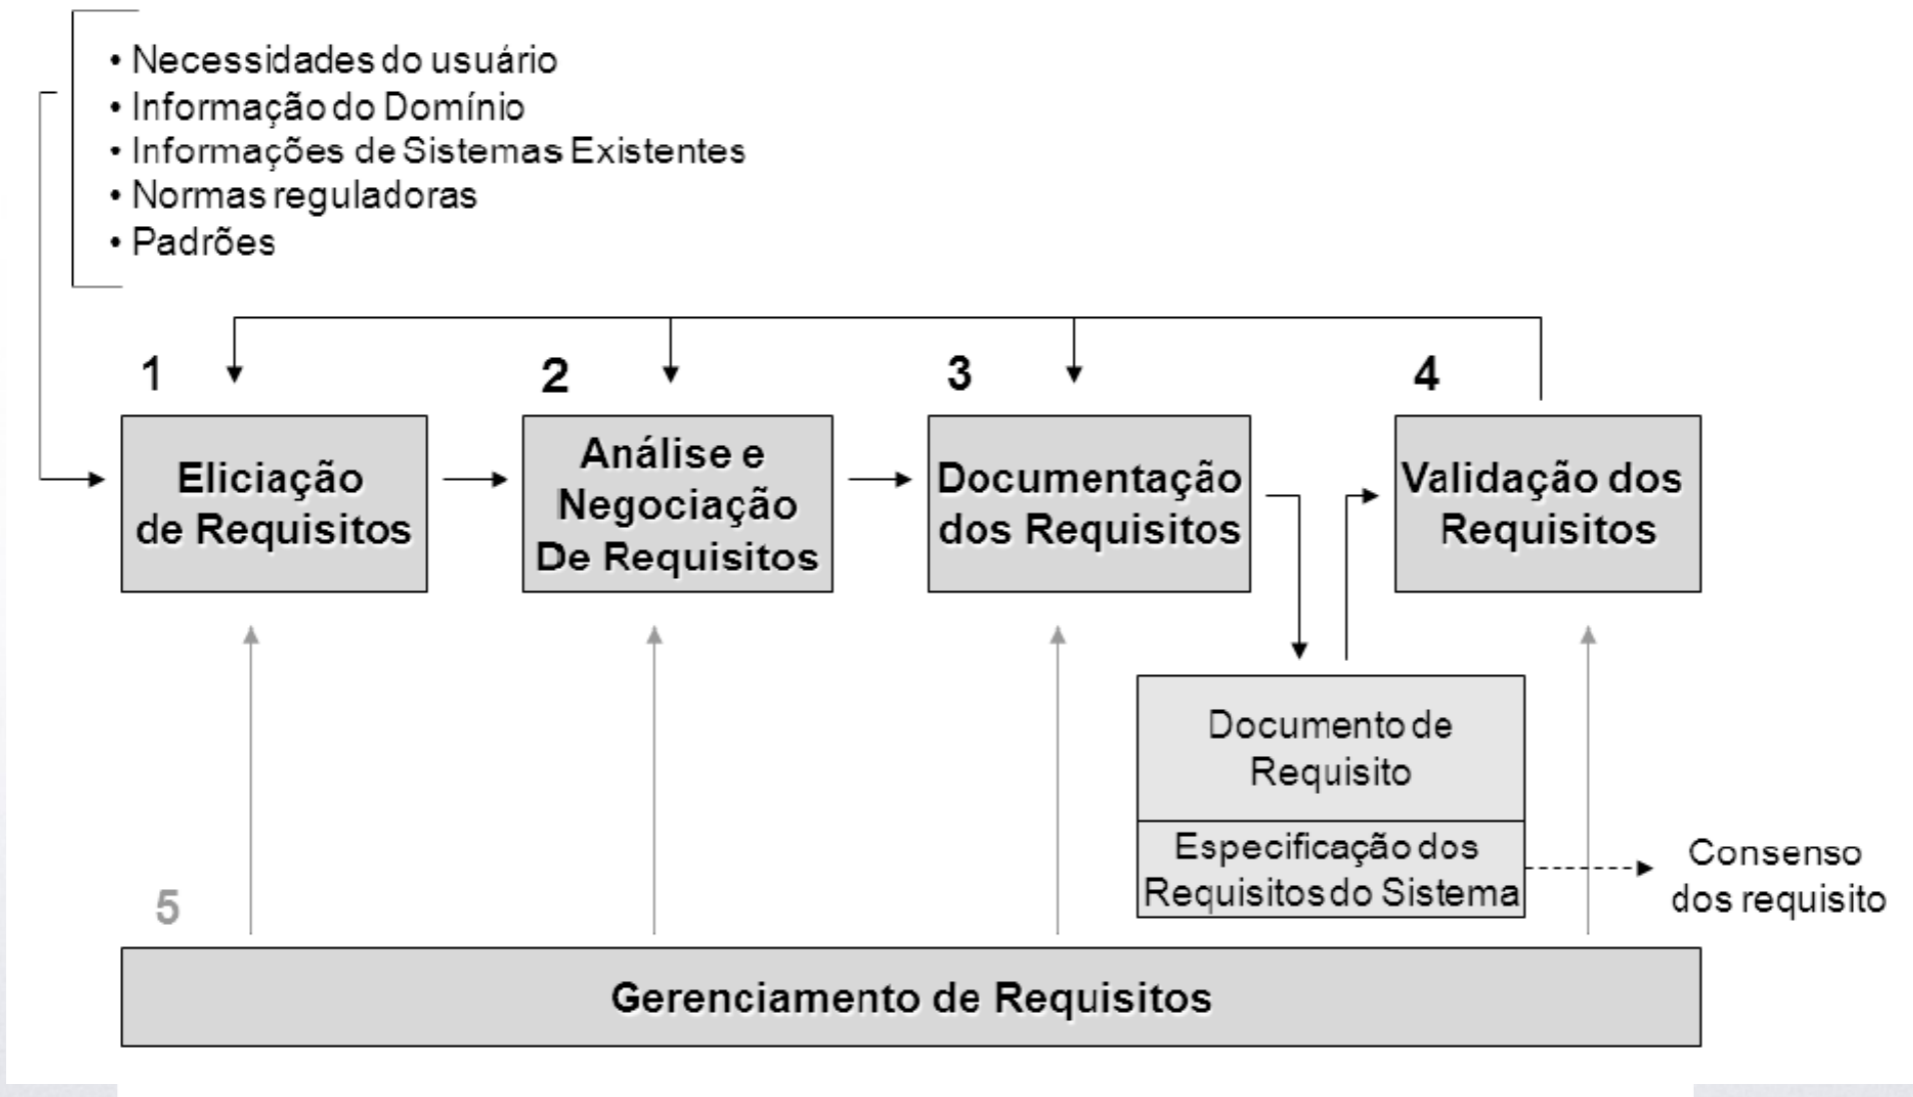 • Necessidades do usuário
• Informação do Domínio
• Informações de Sistemas Existentes
• Normas reguladoras
• Padrões
1
2
3
4
Eliciação
de Requisitos
Análise e
Negociação
De Requisitos
Documentação
dos Requisitos
Validação dos
Requisitos
Documento de
Requisito
Especificação dos
Requisitos do Sistema
Consenso
dos requisito
5
Gerenciamento de Requisitos